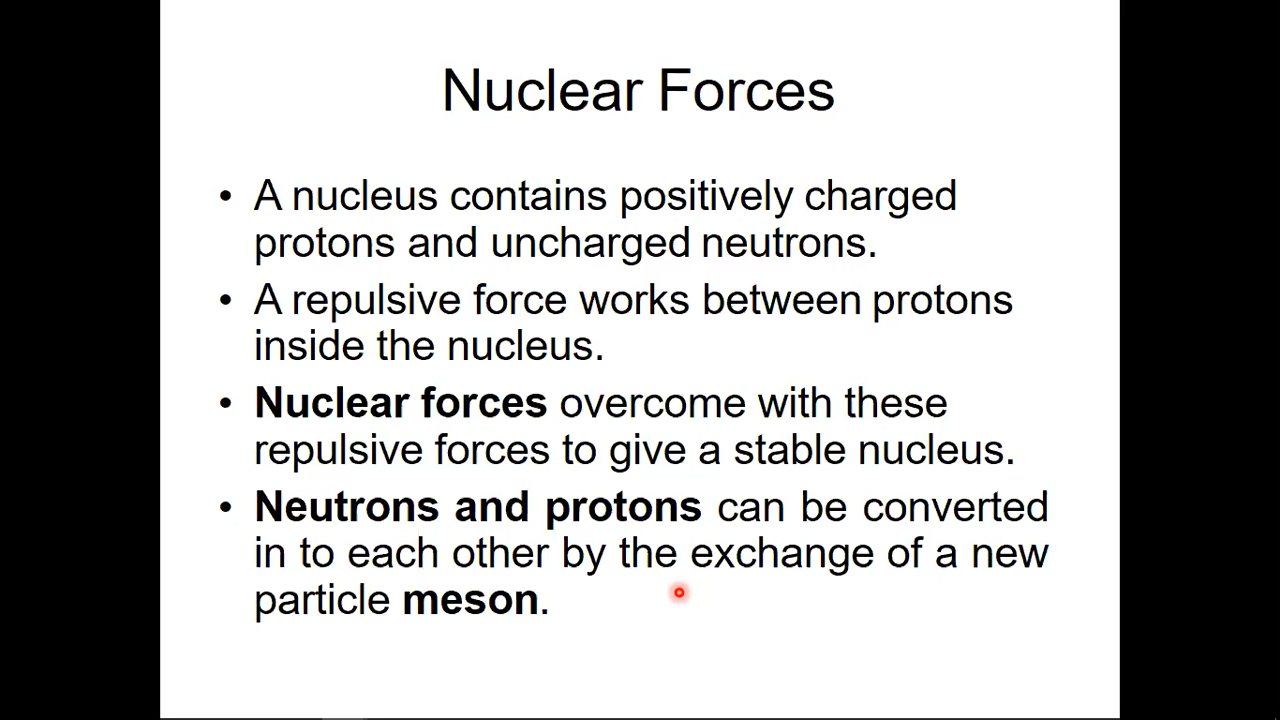 Nuclear Forces
• A nucleus contains positively charged
protons and uncharged neutrons.
• A repulsive force works between protons
inside the nucleus.
• Nuclear forces overcome with these
repulsive forces to give a stable nucleus.
• Neutrons and protons can be converted
in to each other by the exchange of a new
particle meson.